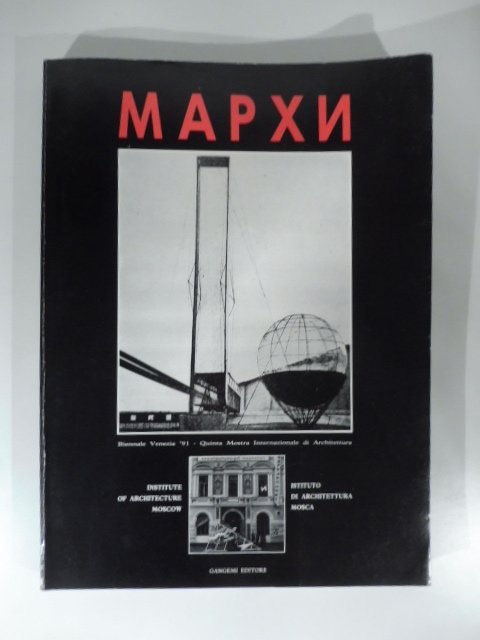 МАРХИ
Biennale Venezia '91 - Quinta Mostra Internazionale di Architettura
INSTITUTE
OF ARCHITECTURE
MOSCOW
ISTITUTO
DI ARCHITETTURA
MOSCA
GANGEMI EDITORE